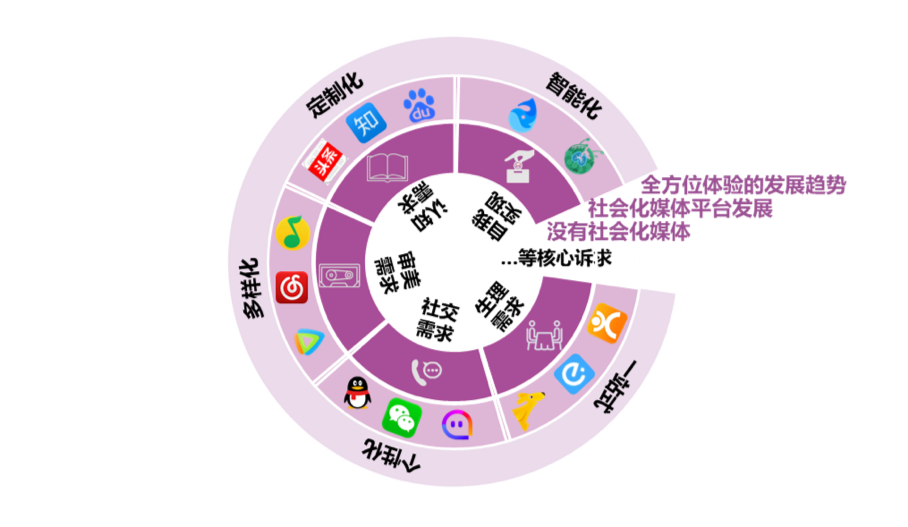 定制化
智能化
知
du
头条
认知
需求
自我
实现
全方位体验的发展趋势
社会化媒体平台发展
没有社会化媒体
...等核心诉求
多样化
审美
需求
社交
需求
生理
需求
一站式
个性化